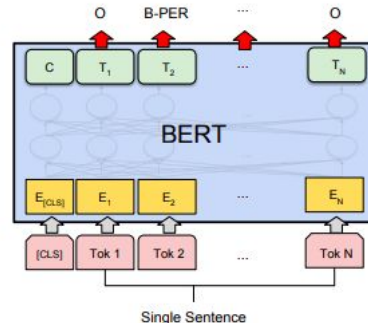 O B-PER ... O
C T1 T2 ... TN
BERT
E[CLS] E1 E2 ... EN
[CLS] Tok 1 Tok 2 ... Tok N
Single Sentence